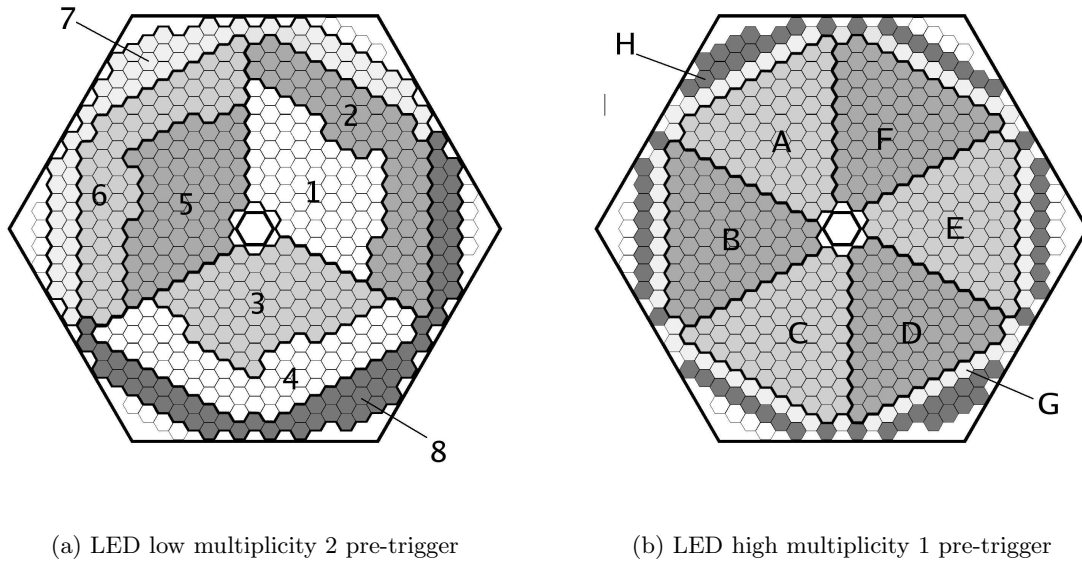 7
2
1
6
5
3
4
8
H
A
F
B
E
C
D
G
(a) LED low multiplicity 2 pre-trigger
(b) LED high multiplicity 1 pre-trigger